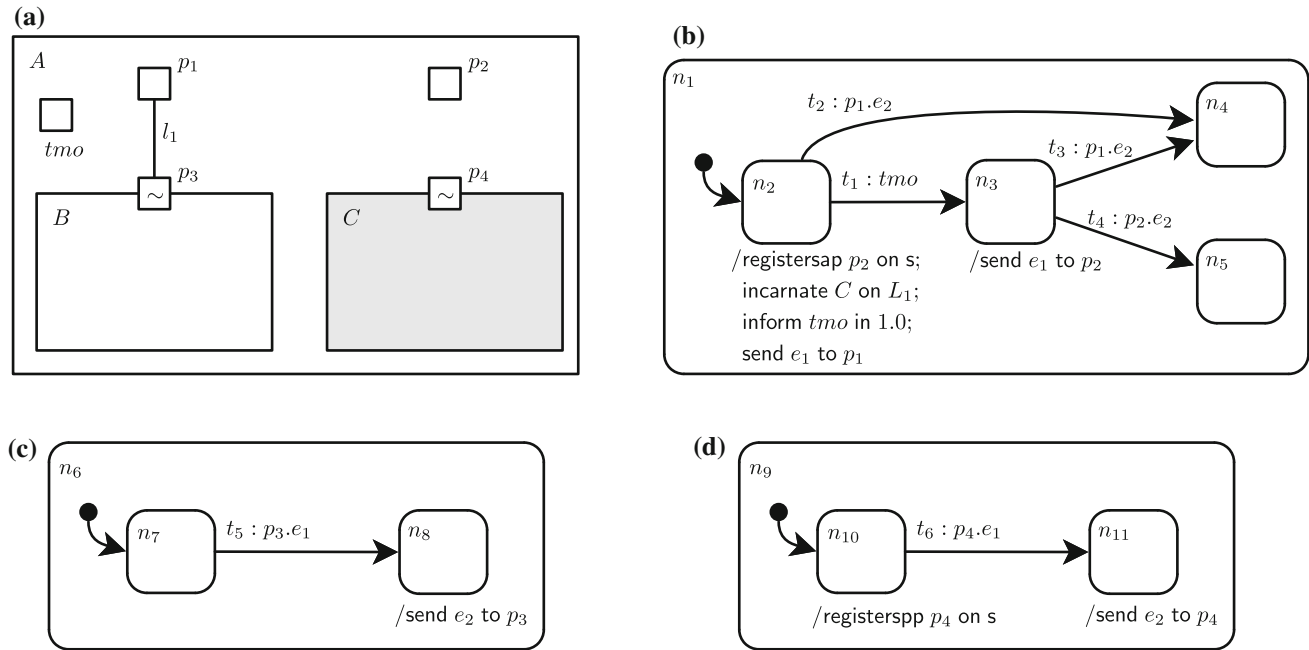 (a)
A
p₁
p₂
tmo
l₁
p₃
p₄
~
~
B
C
(b)
n₁
t₂ : p₁.e₂
n₄
t₃ : p₁.e₂
n₂
t₁ : tmo
n₃
t₄ : p₂.e₂
n₅
/registersap p₂ on s;
incarnate C on L₁;
inform tmo in 1.0;
send e₁ to p₁
/send e₁ to p₂
(c)
n₆
n₇
t₅ : p₃.e₁
n₈
/send e₂ to p₃
(d)
n₉
n₁₀
t₆ : p₄.e₁
n₁₁
/registerspp p₄ on s
/send e₂ to p₄